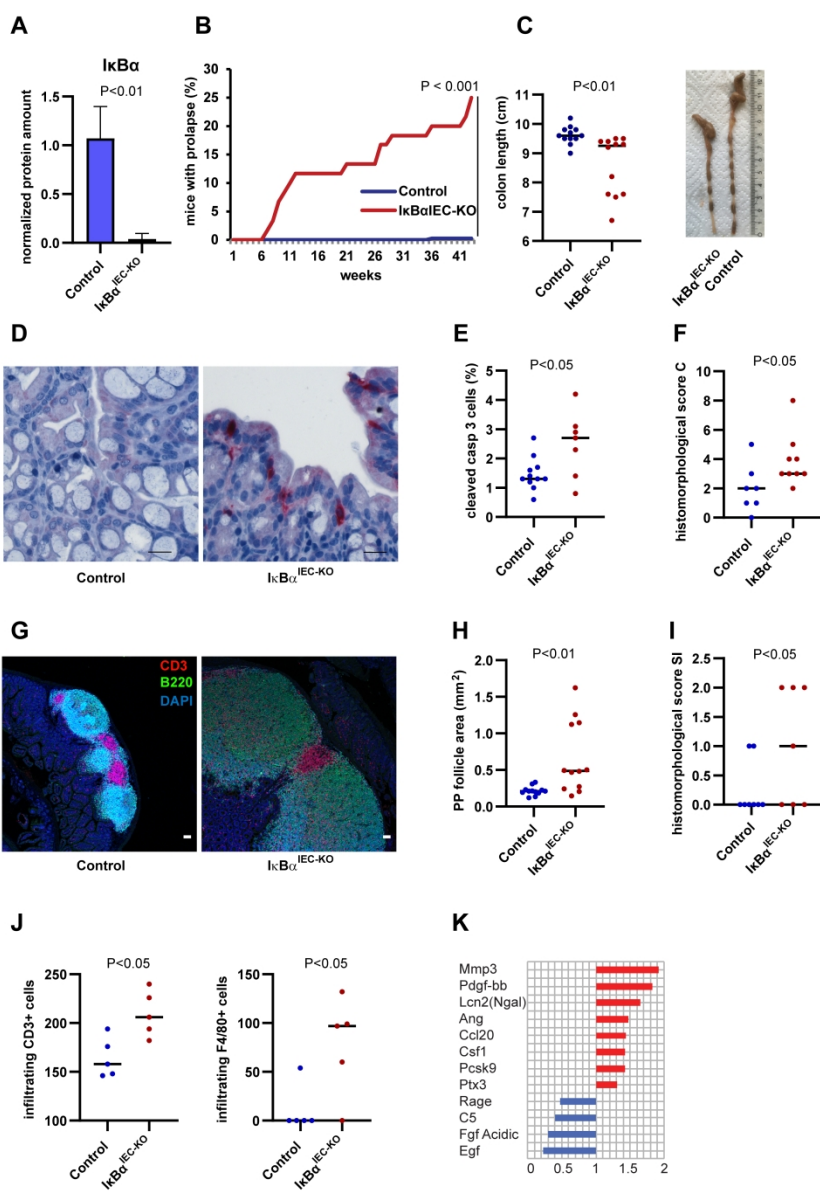 A
IκBα
P<0.01
normalized protein amount
1.5
1.0
0.5
0.0
Control
IκBα IEC-KO
B
mice with prolapse (%)
30
25
20
15
10
5
0
P < 0.001
Control
IκBαIEC-KO
1 6 11 16 21 26 31 36 41
weeks
C
P<0.01
colon length (cm)
11
10
9
8
7
6
Control
IκBα IEC-KO
IκBα IEC-KO
Control
D
Control
IκBα IEC-KO
E
P<0.05
cleaved casp 3 cells (%)
5
4
3
2
1
0
Control
IκBα IEC-KO
F
P<0.05
histomorphological score C
10
8
6
4
2
0
Control
IκBα IEC-KO
G
CD3
B220
DAPI
Control
IκBα IEC-KO
H
P<0.01
PP follicle area (mm²)
2.0
1.5
1.0
0.5
0.0
Control
IκBα IEC-KO
I
P<0.05
histomorphological score SI
2.5
2.0
1.5
1.0
0.5
0.0
Control
IκBα IEC-KO
J
P<0.05
infiltrating CD3+ cells
250
200
150
100
Control
IκBα IEC-KO
P<0.05
infiltrating F4/80+ cells
150
100
50
0
Control
IκBα IEC-KO
K
Mmp3
Pdgf-bb
Lcn2(Ngal)
Ang
Ccl20
Csf1
Pcsk9
Ptx3
Rage
C5
Fgf Acidic
Egf
0 0.5 1 1.5 2